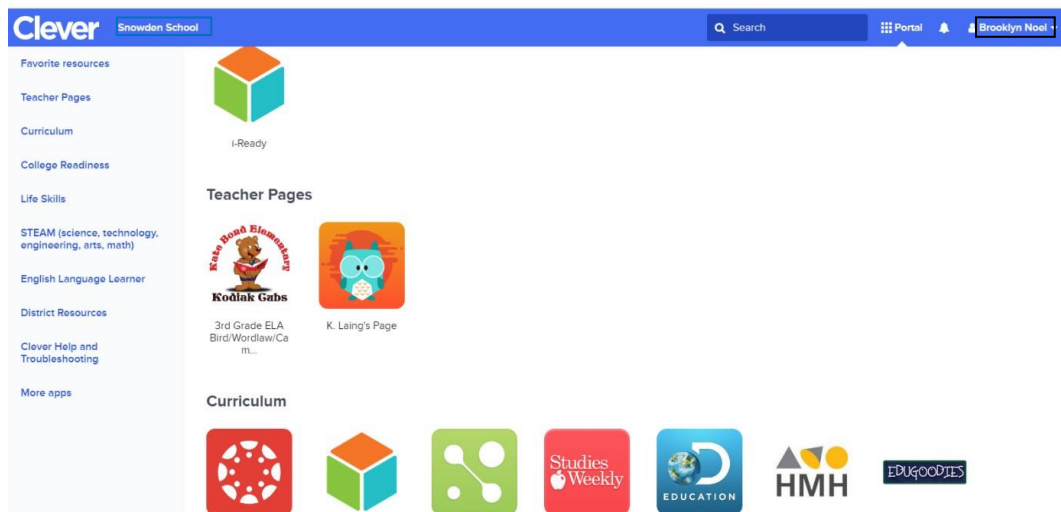 Clever Snowden School Search Portal Brooklyn Noel
Favorite resources
Teacher Pages
Curriculum
College Readiness
Life Skills
STEAM (science, technology,
engineering, arts, math)
English Language Learner
District Resources
Clever Help and
Troubleshooting
More apps
i-Ready
Teacher Pages
Kate Bond Elementary
Kodiak Cubs
3rd Grade ELA
Bird/Wordlaw/Ca
m...
K. Laing's Page
Curriculum
Studies
Weekly
EDUCATION
HMH
EDUGOODIES